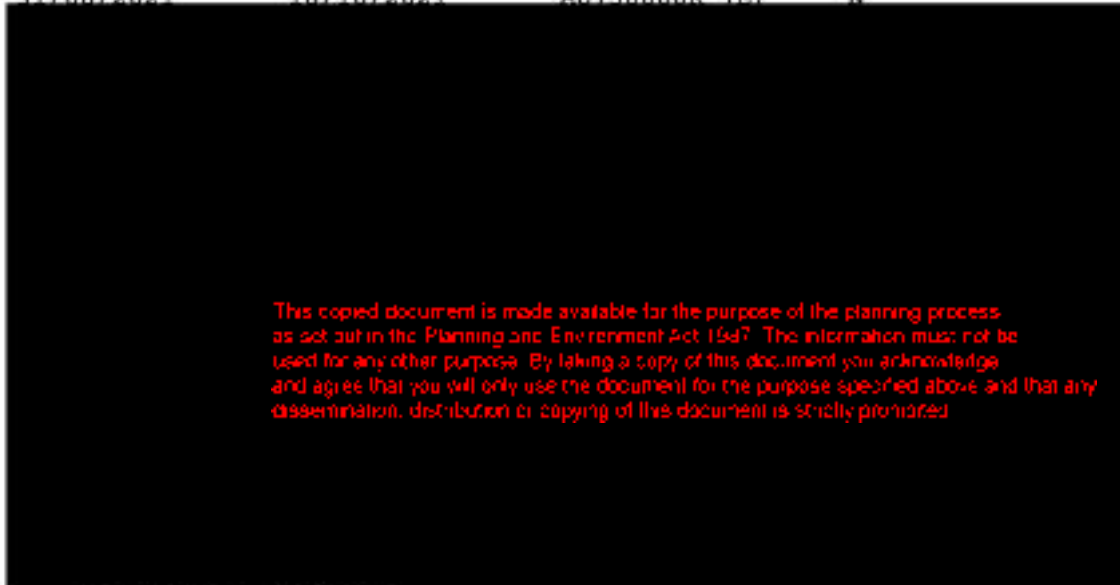 This copied document is made available for the purpose of the planning process
as set out in the Planning and Environment Act 1987. The information must not be
used for any other purpose. By taking a copy of this document you acknowledge
and agree that you will only use the document for the purpose specified above and that any
dissemination, distribution or copying of this document is strictly prohibited.